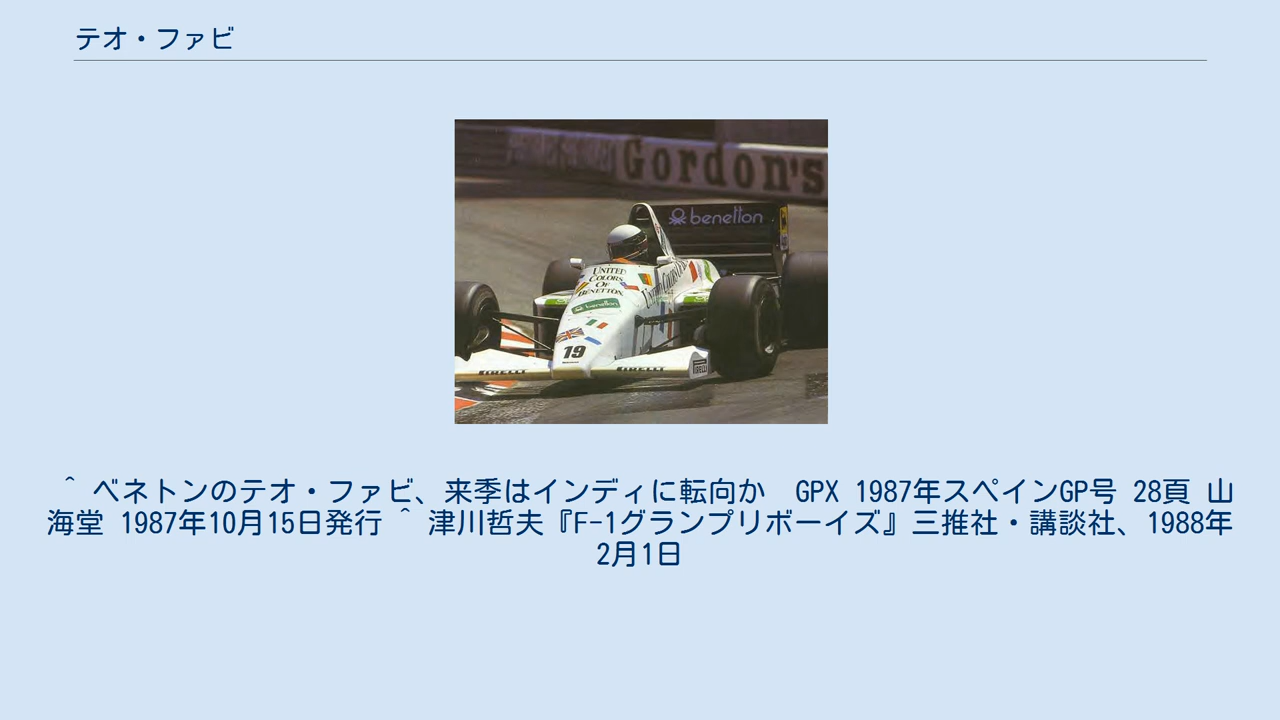 テオ・ファビ
Gordon's
benetton
UNITED
COLORS
OF
BENETTON
benetton
19
PIRELLI
PIRELLI
PIRELLI
^ ベネトンのテオ・ファビ、来季はインディに転向か　GPX 1987年スペインGP号 28頁 山
海堂 1987年10月15日発行 ^ 津川哲夫『F-1グランプリボーイズ』三推社・講談社、1988年
2月1日